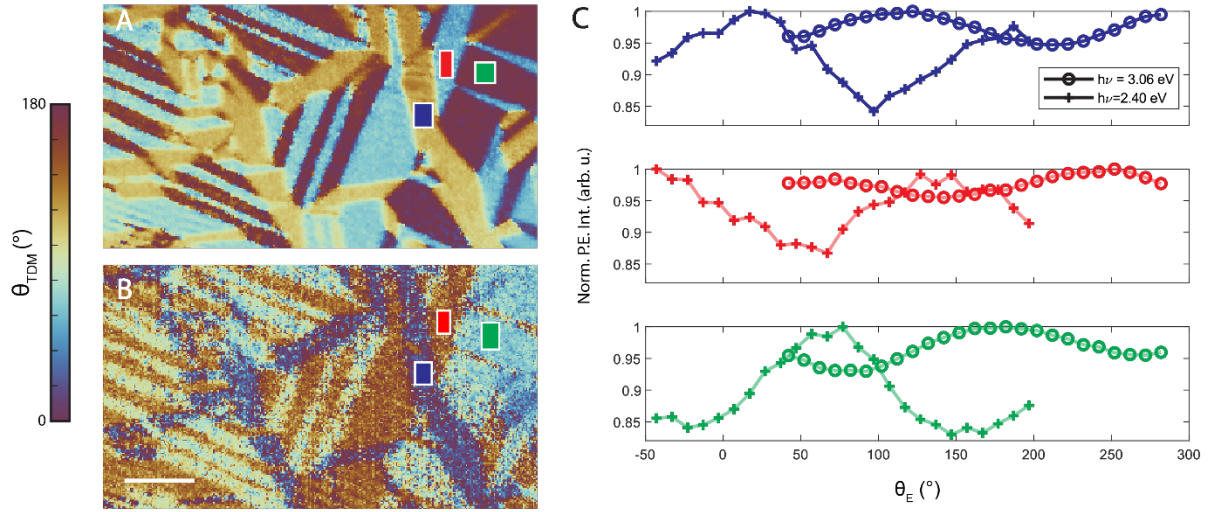 A
B
C
180
0
θTDM (°)
1
0.95
0.9
0.85
hν = 3.06 eV
hν=2.40 eV
1
0.95
0.9
0.85
Norm. P.E. Int. (arb. u.)
1
0.95
0.9
0.85
-50 0 50 100 150 200 250 300
θE (°)